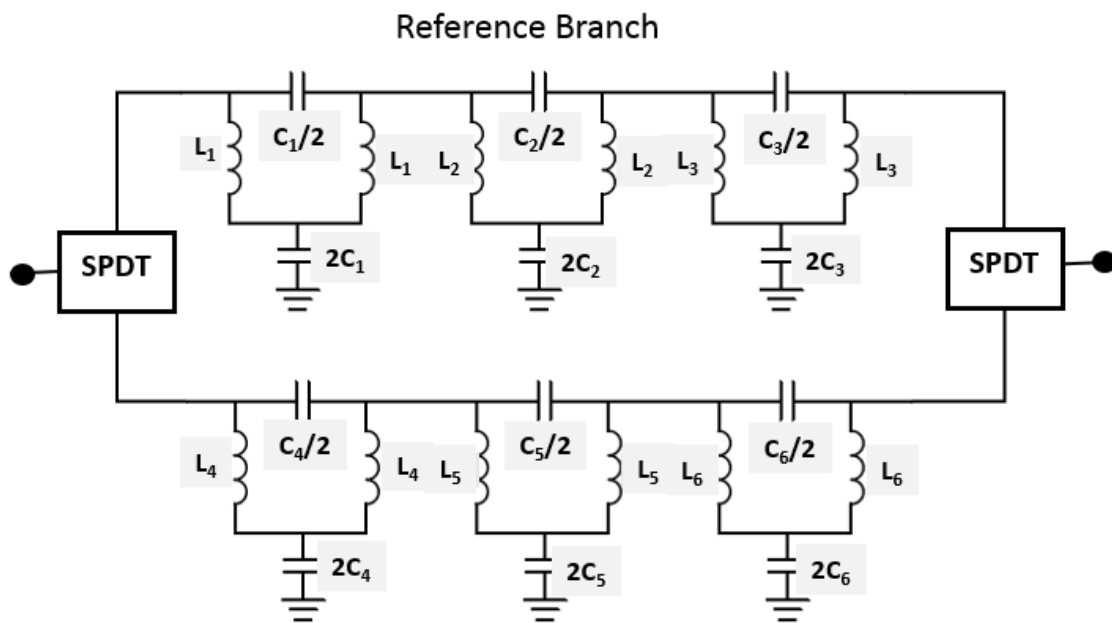 Reference Branch
C₁/2
C₂/2
C₃/2
L₁
L₁
L₂
L₂
L₃
L₃
SPDT
2C₁
2C₂
2C₃
SPDT
C₄/2
C₅/2
C₆/2
L₄
L₄
L₅
L₅
L₆
L₆
2C₄
2C₅
2C₆